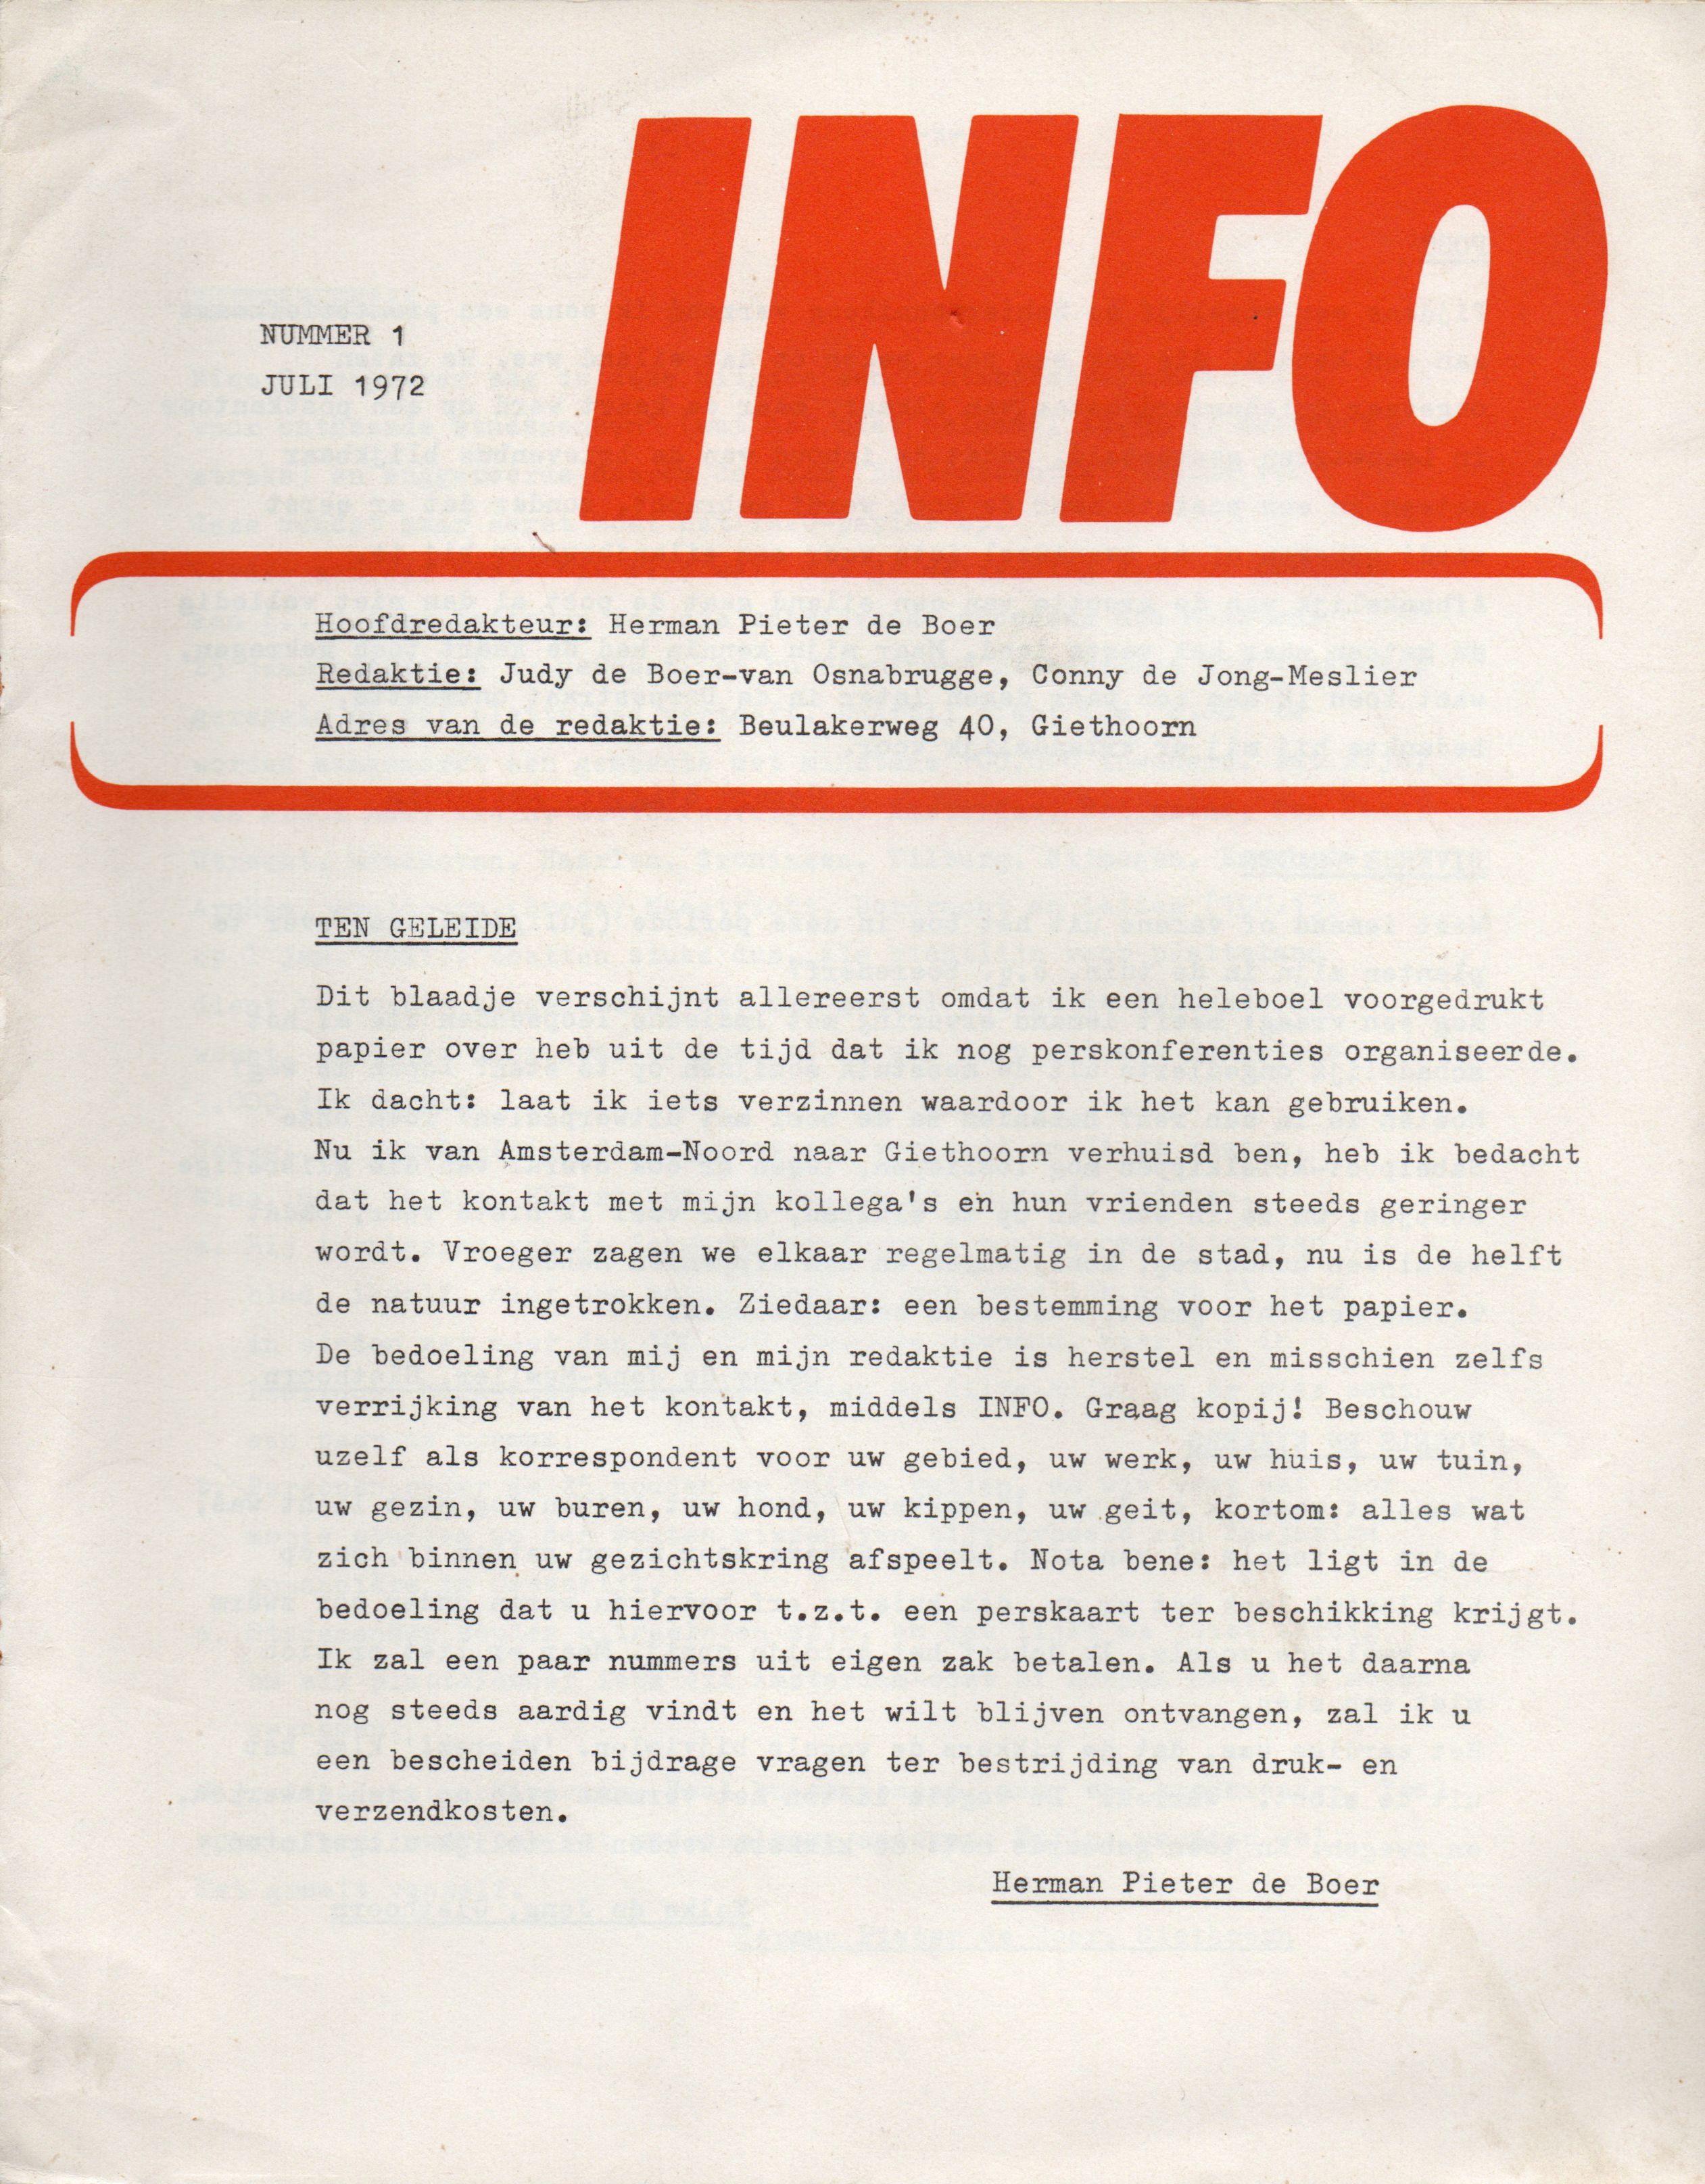 INFO
NUMMER 1
JULI 1972
Hoofdredakteur: Herman Pieter de Boer
Redaktie: Judy de Boer-van Osnabrugge, Conny de Jong-Meslier
Adres van de redaktie: Beulakerweg 40, Giethoorn
TEN GELEIDE
Dit blaadje verschijnt allereerst omdat ik een heleboel voorgedrukt
papier over heb uit de tijd dat ik nog perskonferenties organiseerde.
Ik dacht: laat ik iets verzinnen waardoor ik het kan gebruiken.
Nu ik van Amsterdam-Noord naar Giethoorn verhuisd ben, heb ik bedacht
dat het kontakt met mijn kollega's en hun vrienden steeds geringer
wordt. Vroeger zagen we elkaar regelmatig in de stad, nu is de helft
de natuur ingetrokken. Ziedaar: een bestemming voor het papier.
De bedoeling van mij en mijn redaktie is herstel en misschien zelfs
verrijking van het kontakt, middels INFO. Graag kopij! Beschouw
uzelf als korrespondent voor uw gebied, uw werk, uw huis, uw tuin,
uw gezin, uw buren, uw hond, uw kippen, uw geit, kortom: alles wat
zich binnen uw gezichtskring afspeelt. Nota bene: het ligt in de
bedoeling dat u hiervoor t.z.t. een perskaart ter beschikking krijgt.
Ik zal een paar nummers uit eigen zak betalen. Als u het daarna
nog steeds aardig vindt en het wilt blijven ontvangen, zal ik u
een bescheiden bijdrage vragen ter bestrijding van druk- en
verzendkosten.
Herman Pieter de Boer